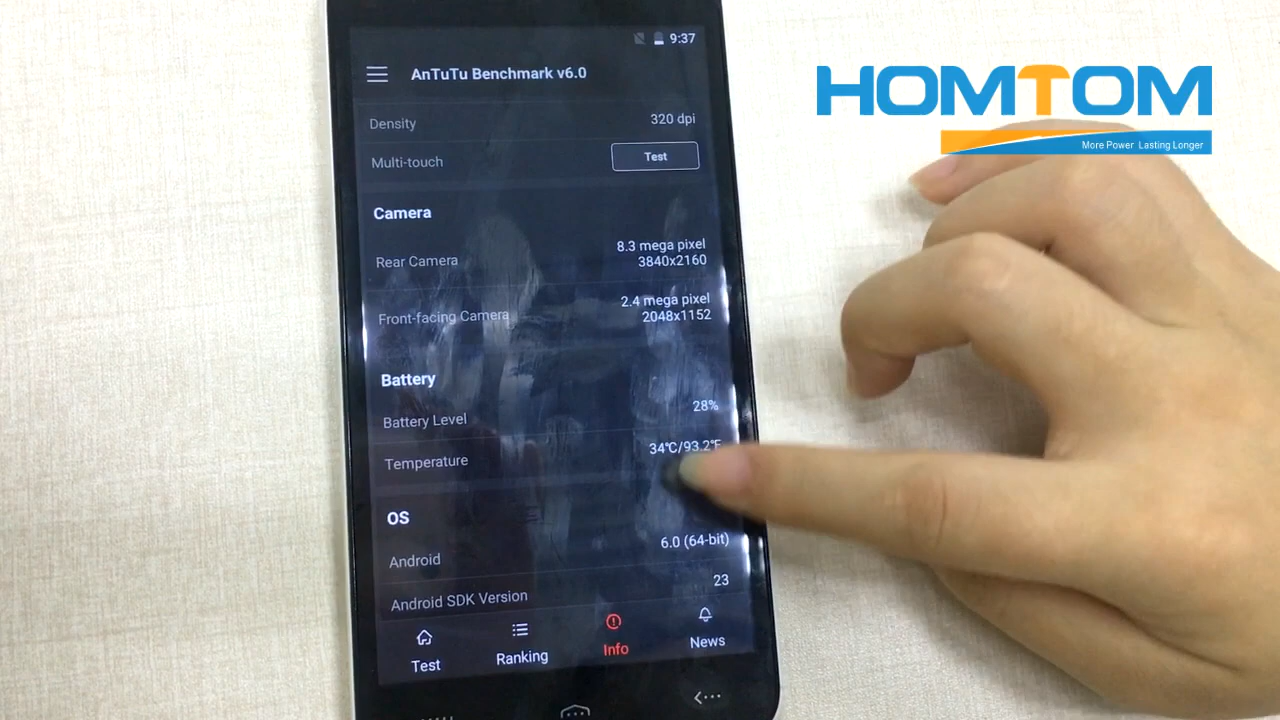 9:37
HOMTOM
More Power Lasting Longer
AnTuTu Benchmark v6.0
Density 320 dpi
Multi-touch Test
Camera
Rear Camera 8.3 mega pixel
3840x2160
Front-facing Camera 2.4 mega pixel
2048x1152
Battery
Battery Level 28%
Temperature 34℃/93.2℉
OS
Android 6.0 (64-bit)
Android SDK Version 23
Test Ranking Info News